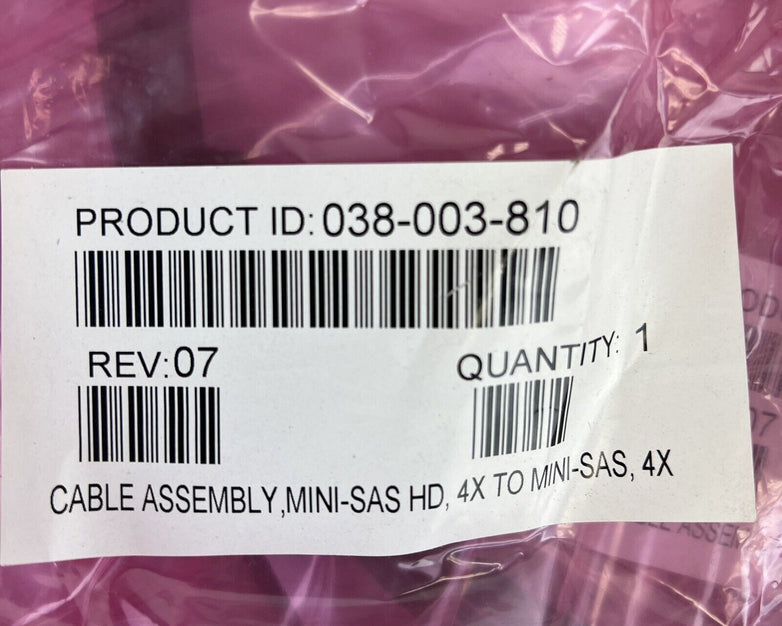 PRODUCT ID: 038-003-810
REV:07
QUANTITY: 1
CABLE ASSEMBLY,MINI-SAS HD, 4X TO MINI-SAS, 4X